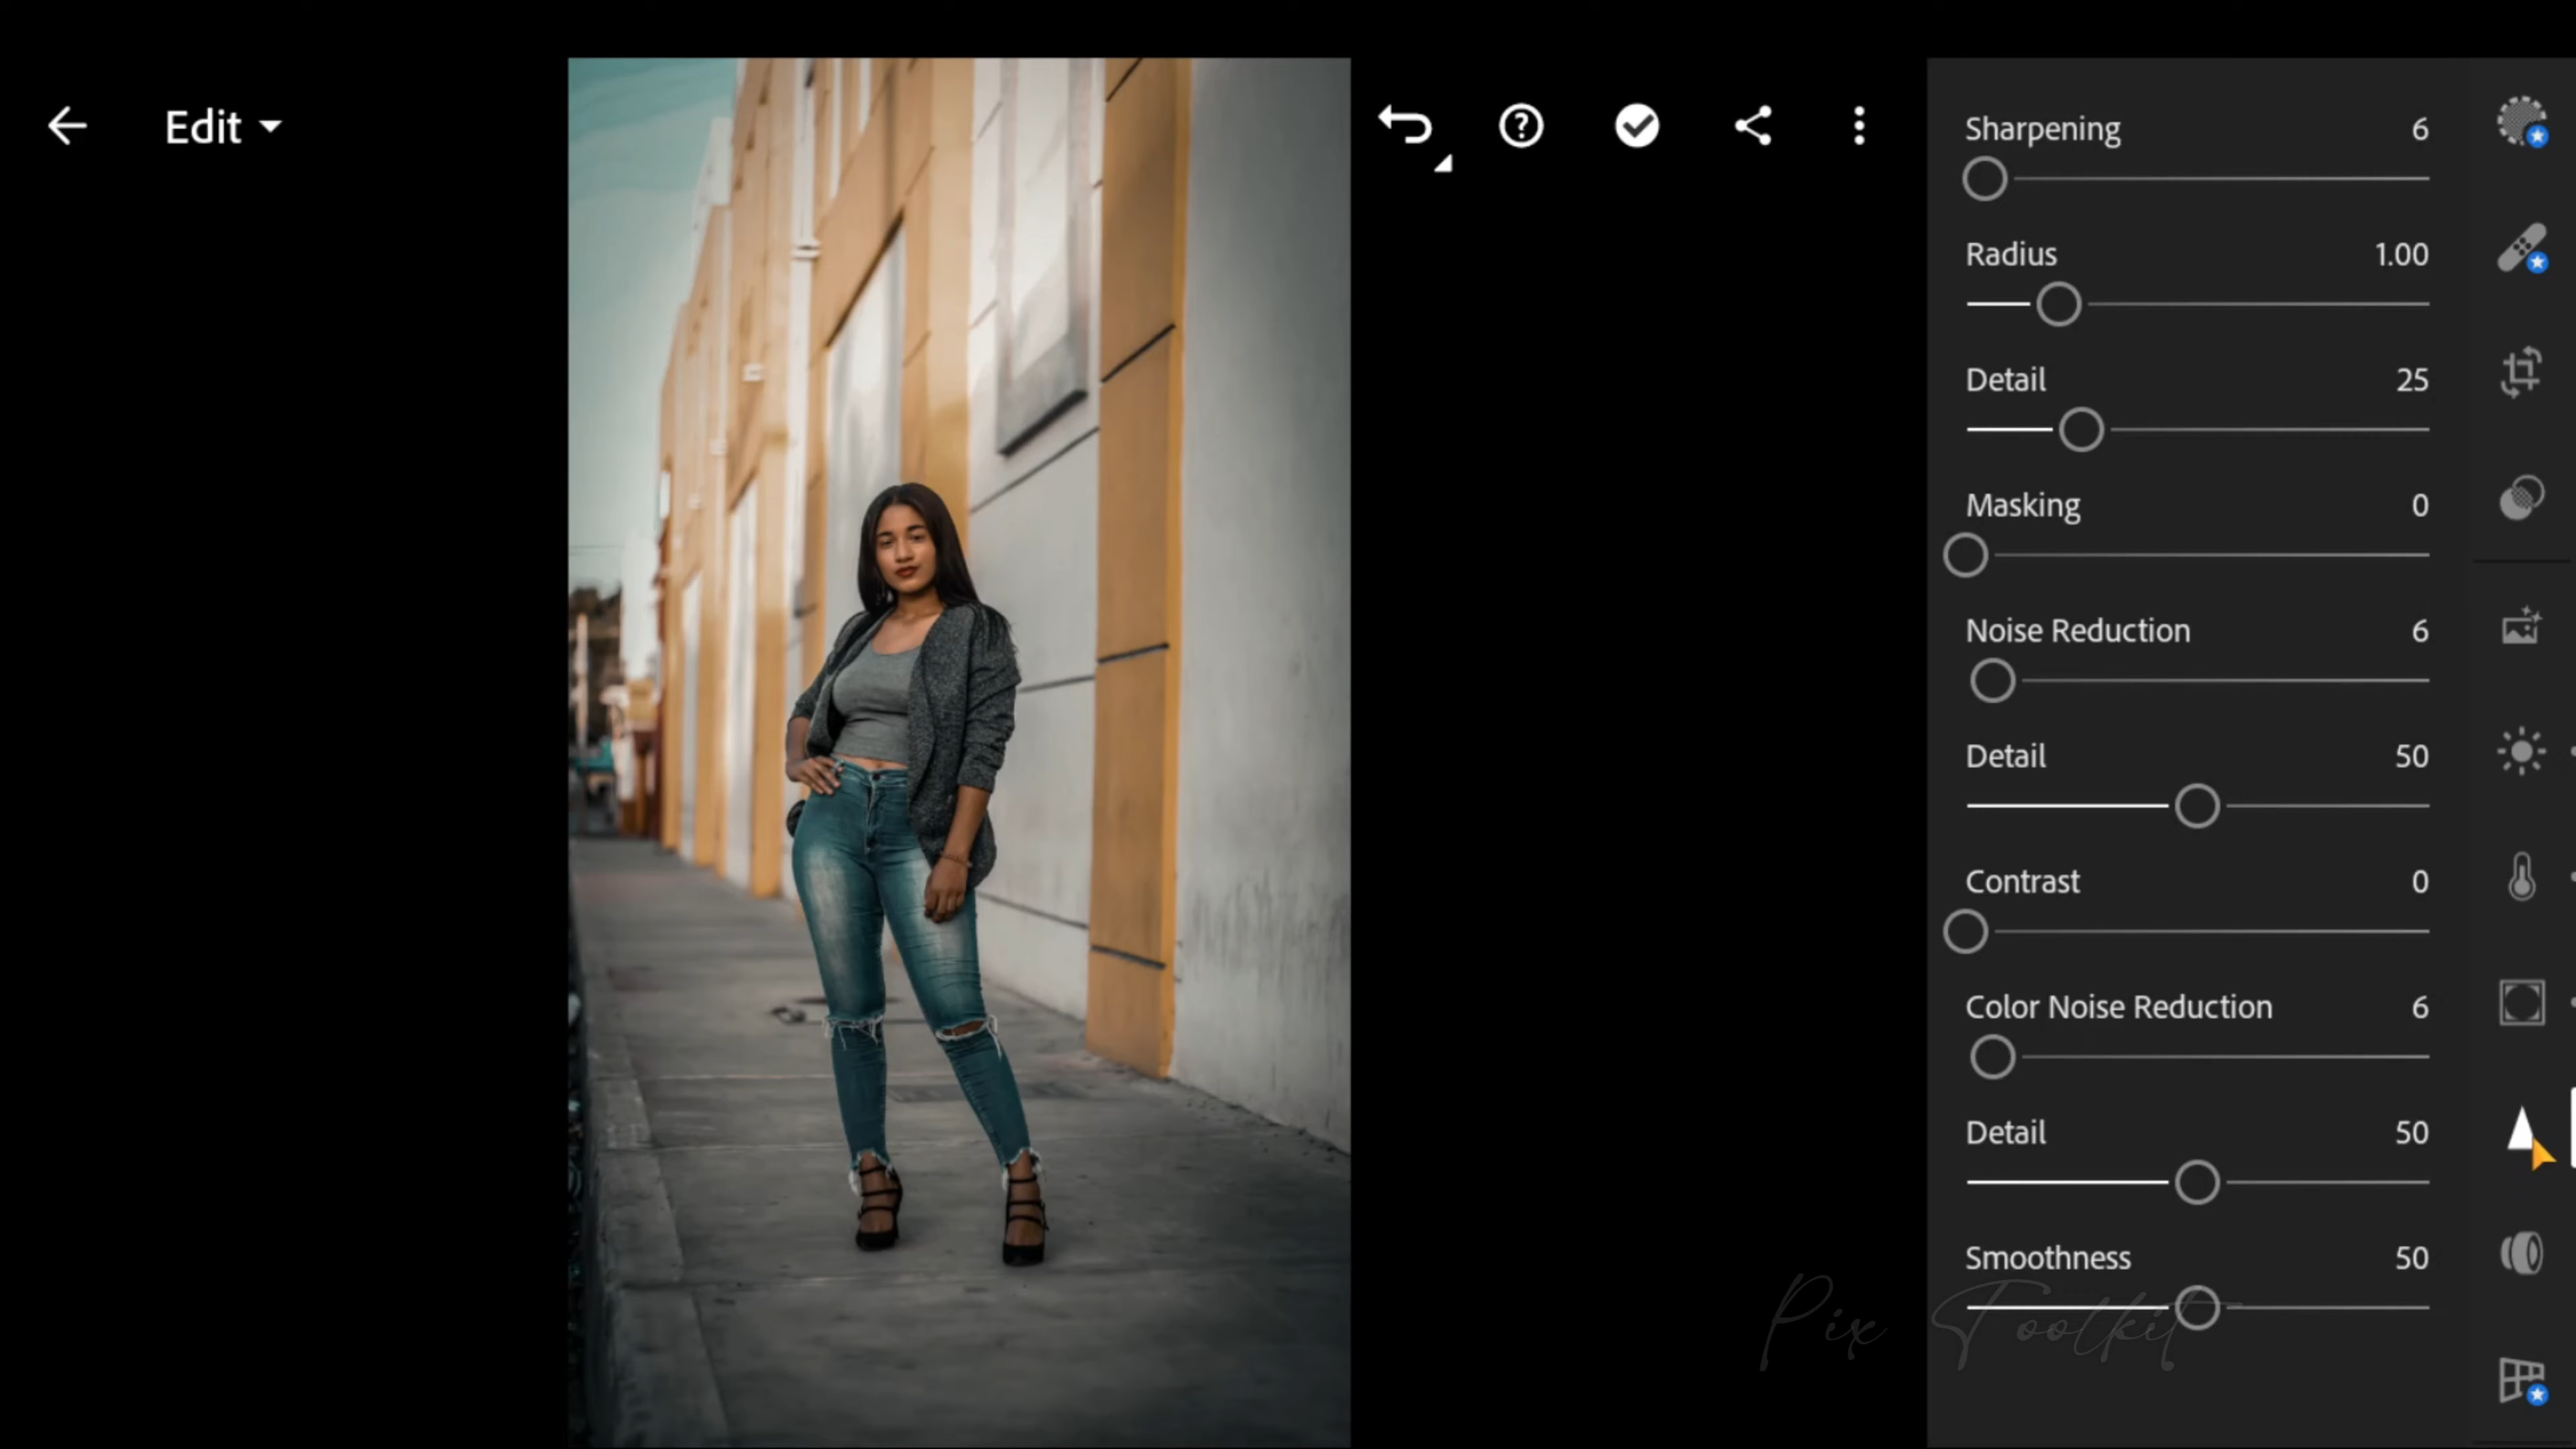 Edit
Sharpening 6
Radius 1.00
Detail 25
Masking 0
Noise Reduction 6
Detail 50
Contrast 0
Color Noise Reduction 6
Detail 50
Smoothness 50
Pix Toolkit